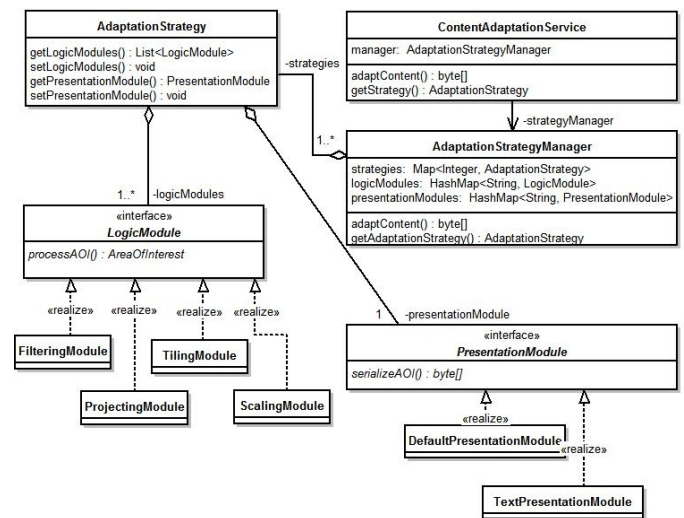 AdaptationStrategy
getLogicModules() : List<LogicModule>
setLogicModules() : void
getPresentationModule() : PresentationModule
setPresentationModule() : void
-strategies
ContentAdaptationService
manager: AdaptationStrategyManager
adaptContent() : byte[]
getStrategy() : AdaptationStrategy
-strategyManager
1..*
AdaptationStrategyManager
strategies: Map<Integer, AdaptationStrategy>
logicModules: HashMap<String, LogicModule>
presentationModules: HashMap<String, PresentationModule>
adaptContent() : byte[]
getAdaptationStrategy() : AdaptationStrategy
1..* -logicModules
«interface»
LogicModule
processAOI() : AreaOfInterest
«realize» «realize» «realize» «realize»
FilteringModule
TilingModule
ProjectingModule
ScalingModule
1 -presentationModule
«interface»
PresentationModule
serializeAOI() : byte[]
«realize»
DefaultPresentationModule
«realize»
TextPresentationModule